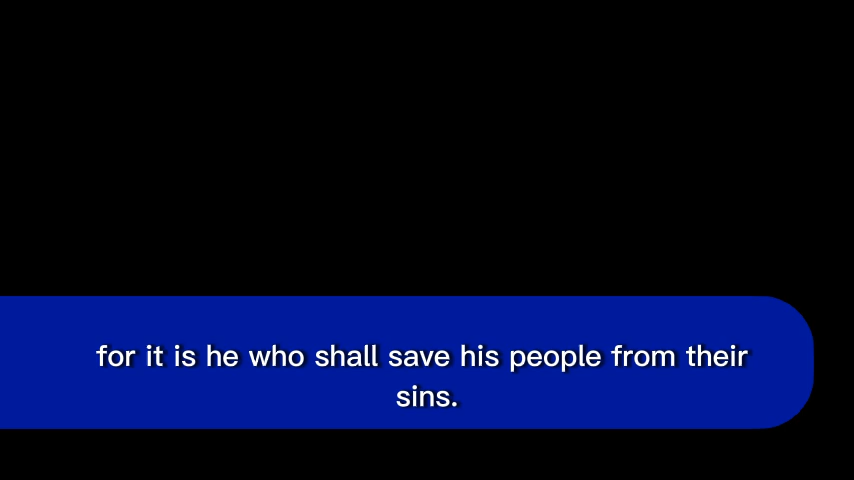 for it is he who shall save his people from their
sins.